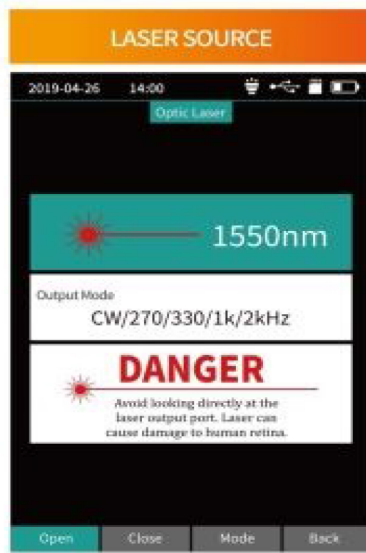 LASER SOURCE
2019-04-26 14:00
Optic Laser
1550nm
Output Mode
CW/270/330/1k/2kHz
DANGER
Avoid looking directly at the
laser output port. Laser can
cause damage to human retina.
Open Close Mode Back